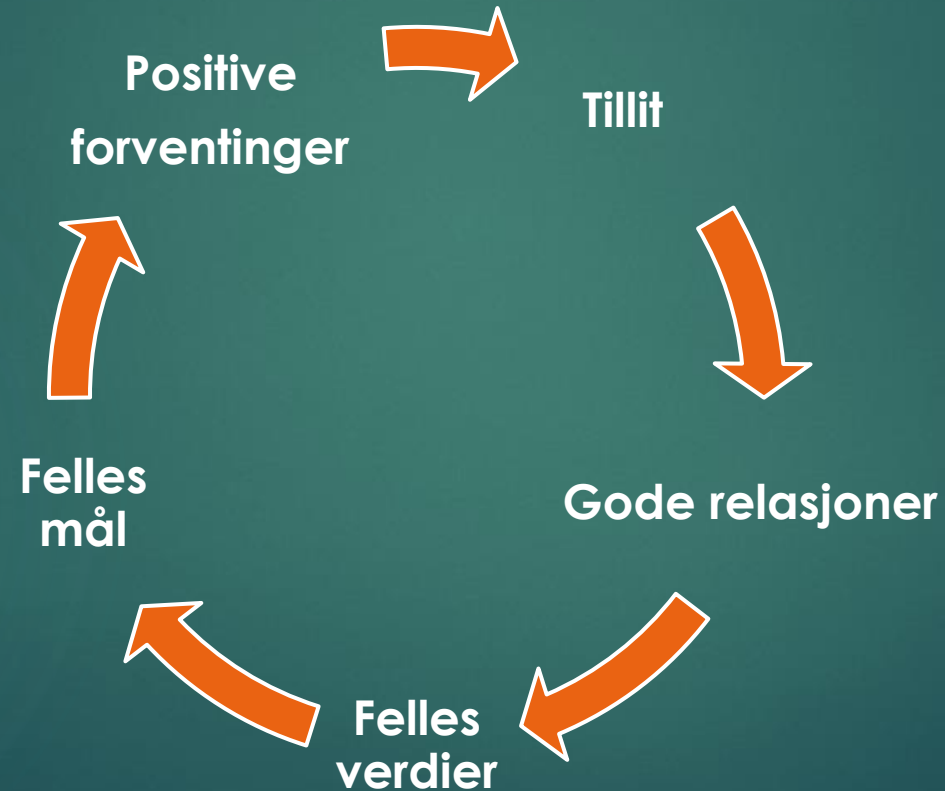 Positive
forventinger
Tillit
Gode relasjoner
Felles
verdier
Felles
mål